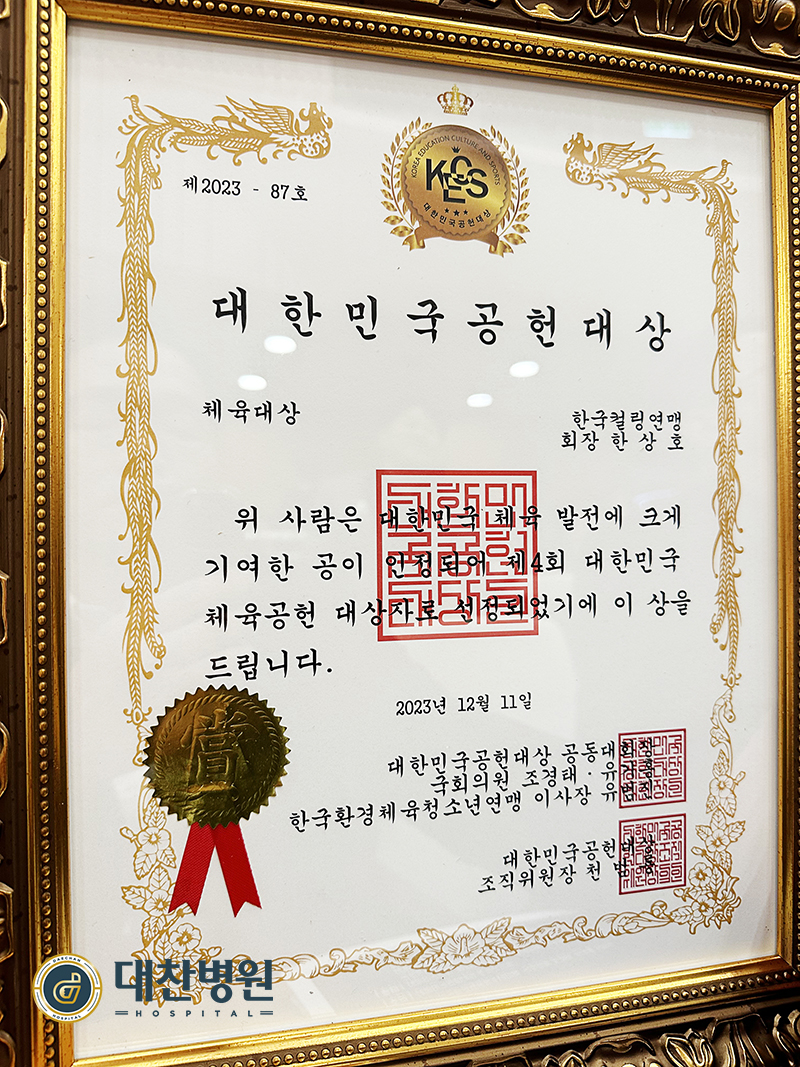 KOREA EDUCATION CULTURE AND SPORTS
KECS
대한민국공헌대상
제2023 - 87호
대한민국공헌대상
체육대상
한국컬링연맹
회장 한상호
위 사람은 대한민국 체육 발전에 크게
기여한 공이 인정되어 제4회 대한민국
체육공헌 대상자로 선정되었기에 이 상을
드립니다.
2023년 12월 11일
賞
대한민국공헌대상 공동대회장
국회의원 조경태 · 유
한국환경체육청소년연맹 이사장 유
대한민국공헌대상
조직위원장 천
DAECHAN
HOSPITAL
대찬병원
HOSPITAL